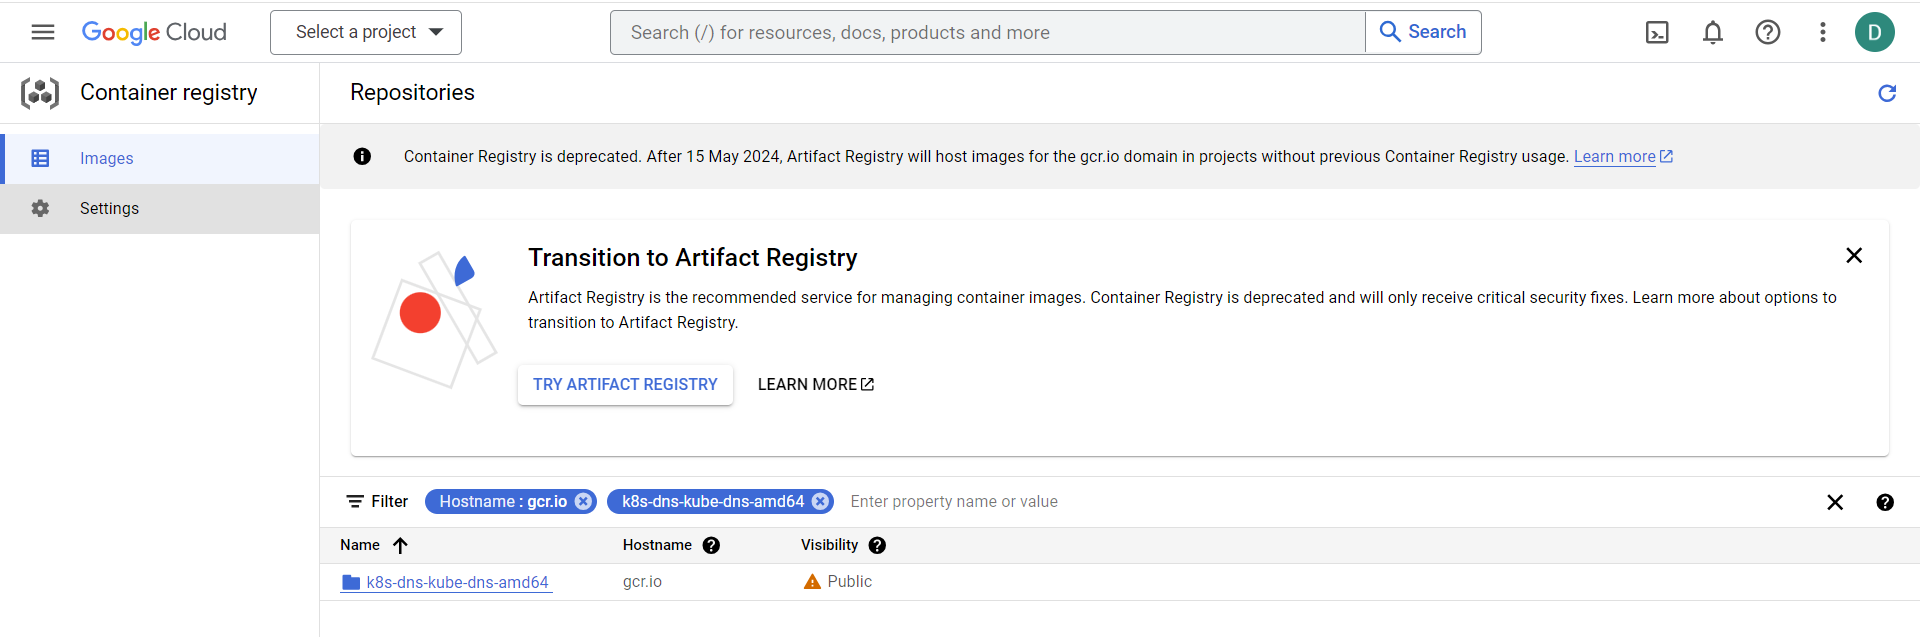 Google Cloud
Select a project
Search (/) for resources, docs, products and more
Search
D
Container registry
Repositories
Images
Settings
Container Registry is deprecated. After 15 May 2024, Artifact Registry will host images for the gcr.io domain in projects without previous Container Registry usage. Learn more
Transition to Artifact Registry
Artifact Registry is the recommended service for managing container images. Container Registry is deprecated and will only receive critical security fixes. Learn more about options to
transition to Artifact Registry.
TRY ARTIFACT REGISTRY
LEARN MORE
Filter
Hostname : gcr.io
k8s-dns-kube-dns-amd64
Enter property name or value
Name
Hostname
Visibility
k8s-dns-kube-dns-amd64
gcr.io
Public